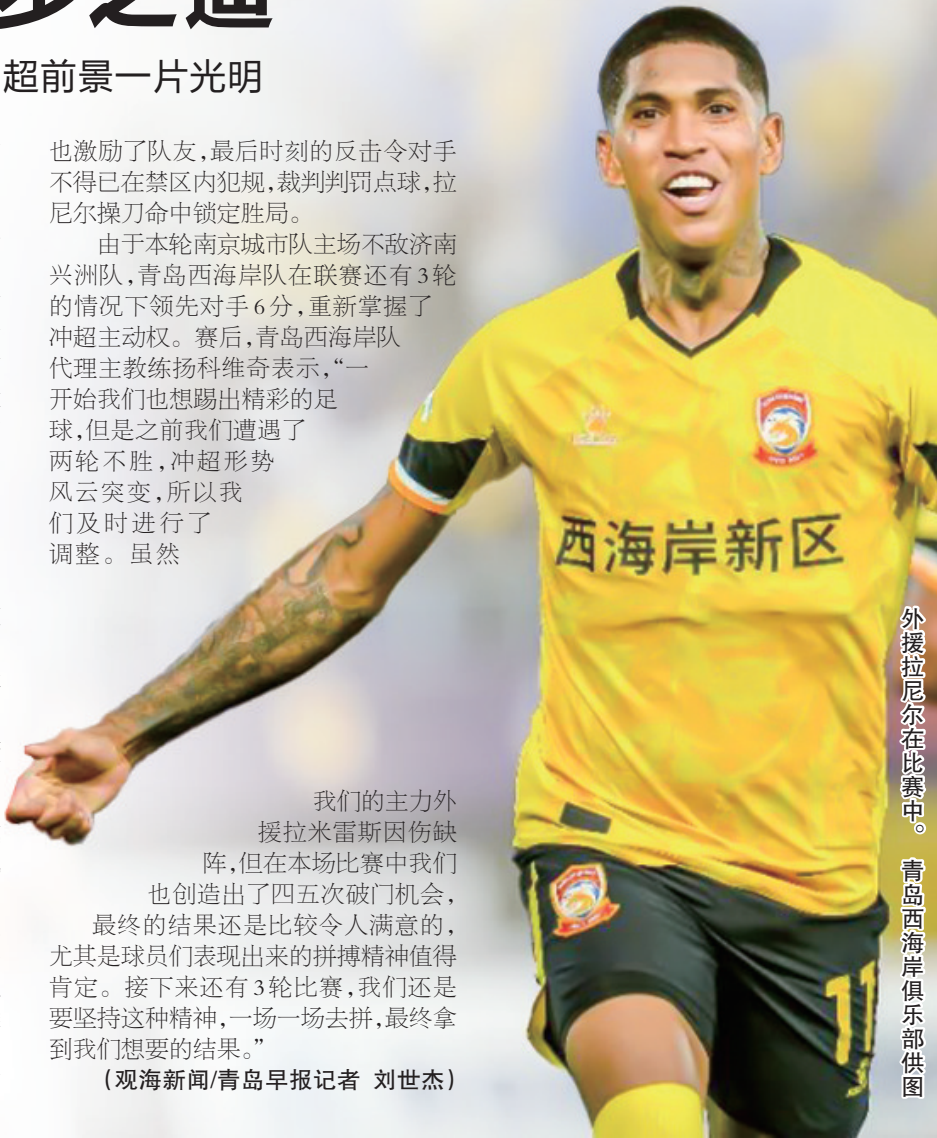 步之遥
超前景一片光明
也激励了队友，最后时刻的反击令对手
不得已在禁区内犯规，裁判判罚点球，拉
尼尔操刀命中锁定胜局。
由于本轮南京城市队主场不敌济南
兴洲队，青岛西海岸队在联赛还有3轮
的情况下领先对手6分，重新掌握了
冲超主动权。赛后，青岛西海岸队
代理主教练扬科维奇表示，“一
开始我们也想踢出精彩的足
球，但是之前我们遭遇了
两轮不胜，冲超形势
风云突变，所以我
们及时进行了
调整。虽然
我们的主力外
援拉米雷斯因伤缺
阵，但在本场比赛中我们
也创造出了四五次破门机会，
最终的结果还是比较令人满意的，
尤其是球员们表现出来的拼搏精神值得
肯定。接下来还有3轮比赛，我们还是
要坚持这种精神，一场一场去拼，最终拿
到我们想要的结果。”
（观海新闻/青岛早报记者 刘世杰）
西海岸新区
11
外援拉尼尔在比赛中。 青岛西海岸俱乐部供图